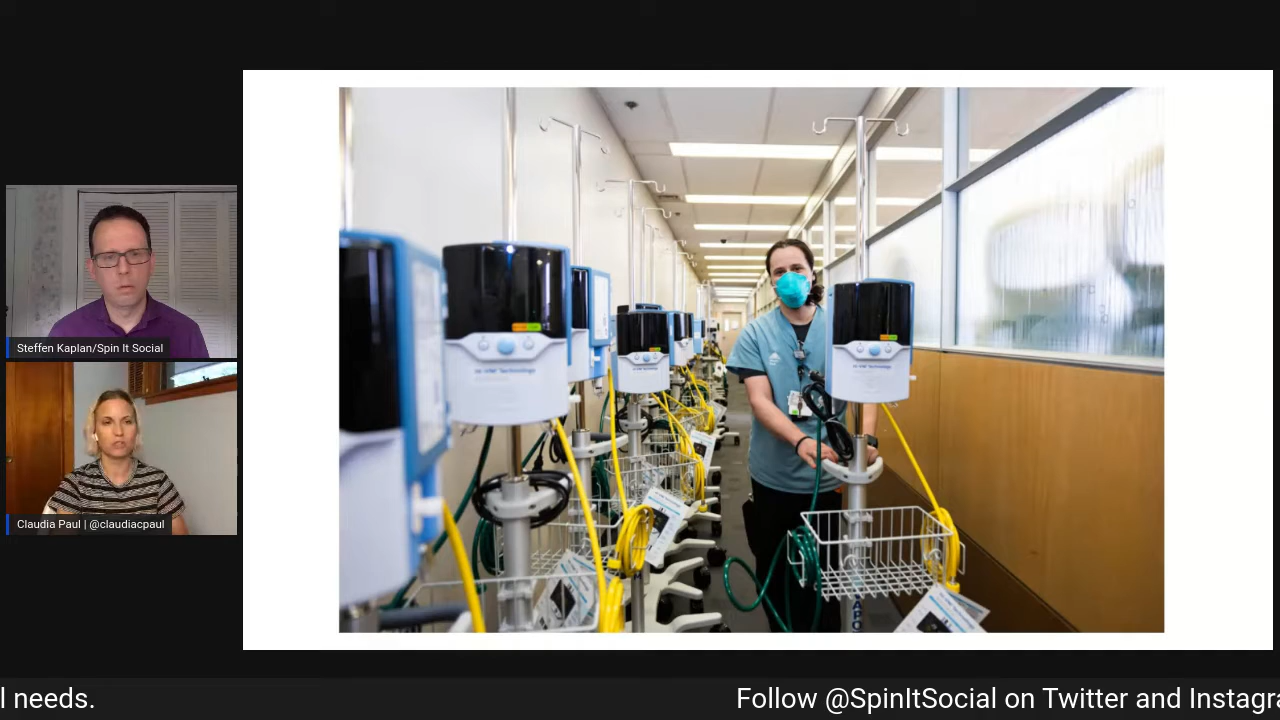 Steffen Kaplan/Spin It Social
Claudia Paul | @claudiacpaul
l needs.
Follow @SpinItSocial on Twitter and Instagra